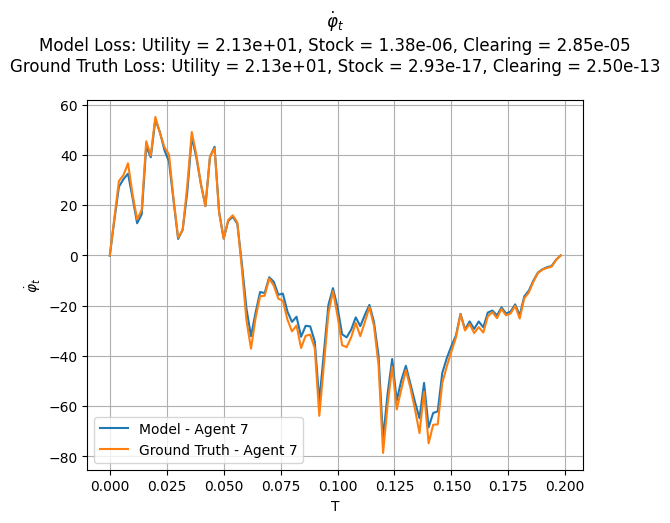 φ̇ₜ
Model Loss: Utility = 2.13e+01, Stock = 1.38e-06, Clearing = 2.85e-05
Ground Truth Loss: Utility = 2.13e+01, Stock = 2.93e-17, Clearing = 2.50e-13
60
40
20
0
−20
−40
−60
−80
φ̇ₜ
Model - Agent 7
Ground Truth - Agent 7
0.000 0.025 0.050 0.075 0.100 0.125 0.150 0.175 0.200
T